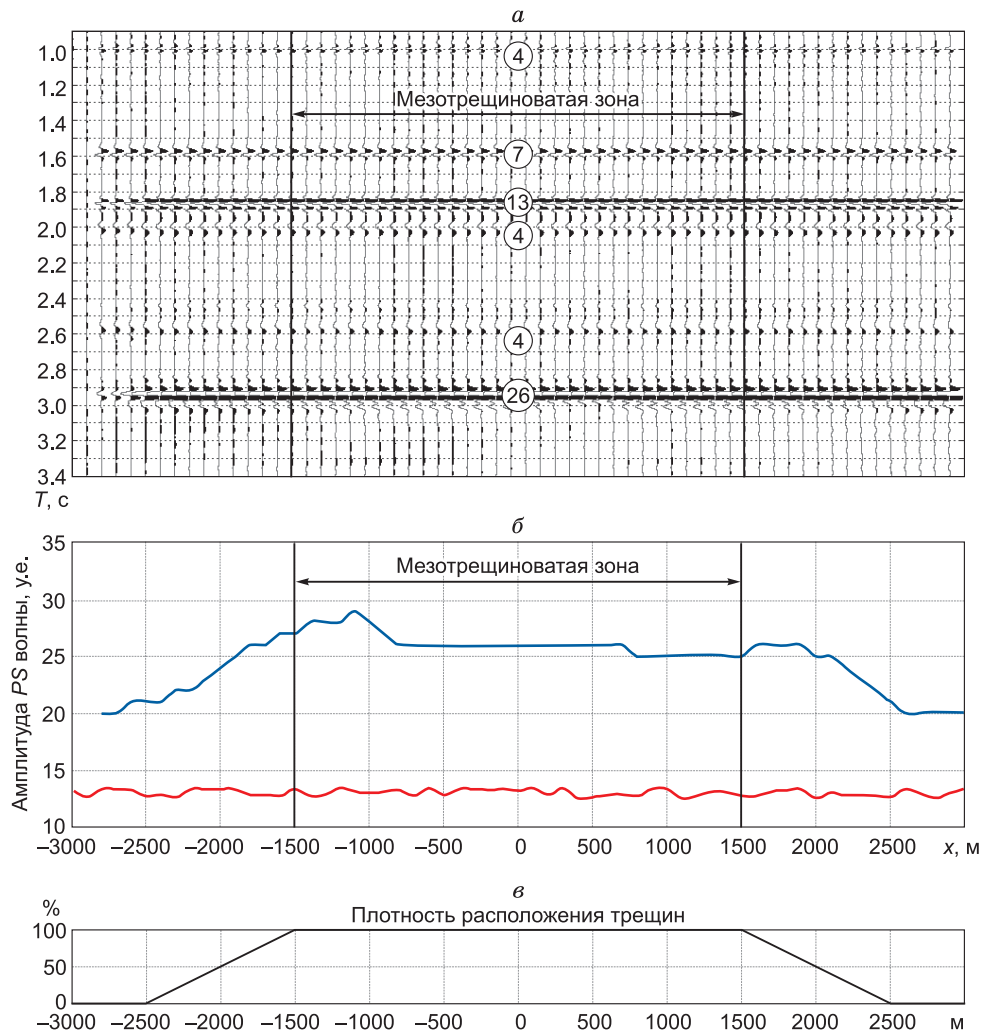 а
1.0
4
1.2
Мезотрещиноватая зона
1.4
1.6
7
1.8
13
2.0
4
2.2
2.4
2.6
4
2.8
26
3.0
3.2
3.4
T, с
б
Амплитуда PS волны, у.е.
35
Мезотрещиноватая зона
30
25
20
15
10
–3000 –2500 –2000 –1500 –1000 –500 0 500 1000 1500 2000 2500 x, м
в
% Плотность расположения трещин
100
50
0
–3000 –2500 –2000 –1500 –1000 –500 0 500 1000 1500 2000 2500 м